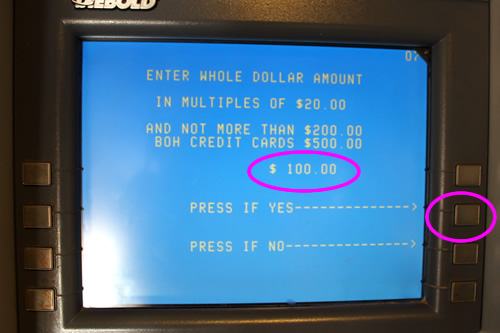 DIEBOLD
07
ENTER WHOLE DOLLAR AMOUNT
IN MULTIPLES OF $20.00
AND NOT MORE THAN $200.00
BOH CREDIT CARDS $500.00
$ 100.00
PRESS IF YES-------------->
PRESS IF NO--------------->